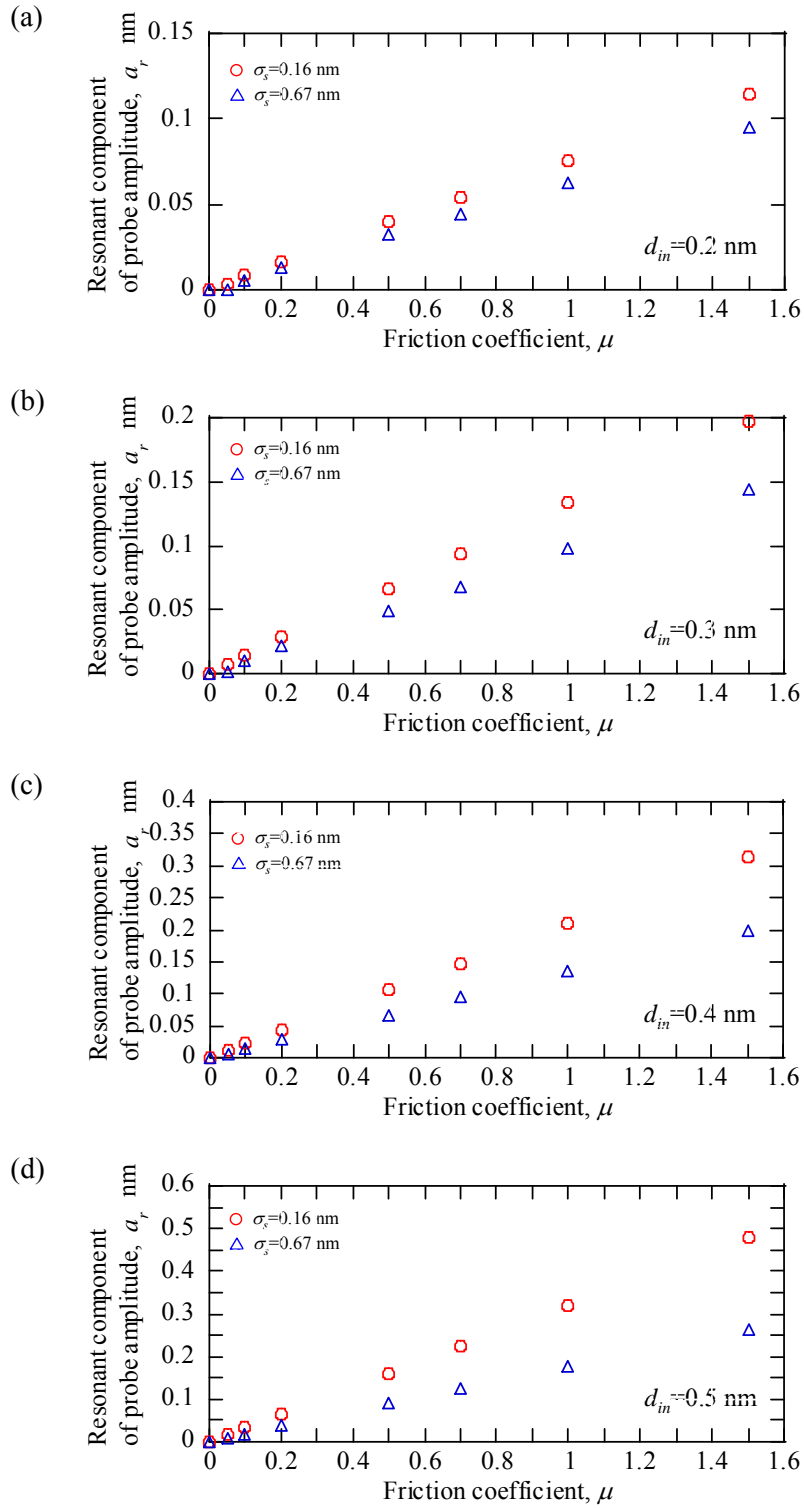 (a)
Resonant component
of probe amplitude, a_r nm
0.15
0.1
0.05
0
σ_s=0.16 nm
σ_s=0.67 nm
d_in=0.2 nm
0 0.2 0.4 0.6 0.8 1 1.2 1.4 1.6
Friction coefficient, μ
(b)
Resonant component
of probe amplitude, a_r nm
0.2
0.15
0.1
0.05
0
σ_s=0.16 nm
σ_s=0.67 nm
d_in=0.3 nm
0 0.2 0.4 0.6 0.8 1 1.2 1.4 1.6
Friction coefficient, μ
(c)
Resonant component
of probe amplitude, a_r nm
0.4
0.35
0.3
0.25
0.2
0.15
0.1
0.05
0
σ_s=0.16 nm
σ_s=0.67 nm
d_in=0.4 nm
0 0.2 0.4 0.6 0.8 1 1.2 1.4 1.6
Friction coefficient, μ
(d)
Resonant component
of probe amplitude, a_r nm
0.6
0.5
0.4
0.3
0.2
0.1
0
σ_s=0.16 nm
σ_s=0.67 nm
d_in=0.5 nm
0 0.2 0.4 0.6 0.8 1 1.2 1.4 1.6
Friction coefficient, μ